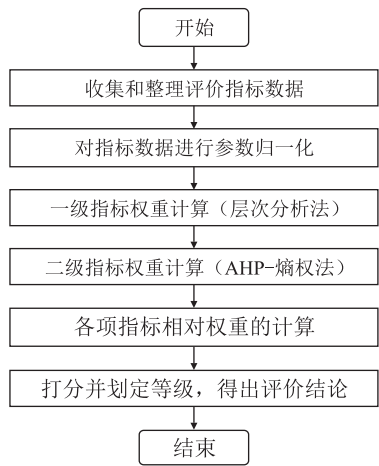 开始
收集和整理评价指标数据
对指标数据进行参数归一化
一级指标权重计算（层次分析法）
二级指标权重计算（AHP-熵权法）
各项指标相对权重的计算
打分并划定等级，得出评价结论
结束